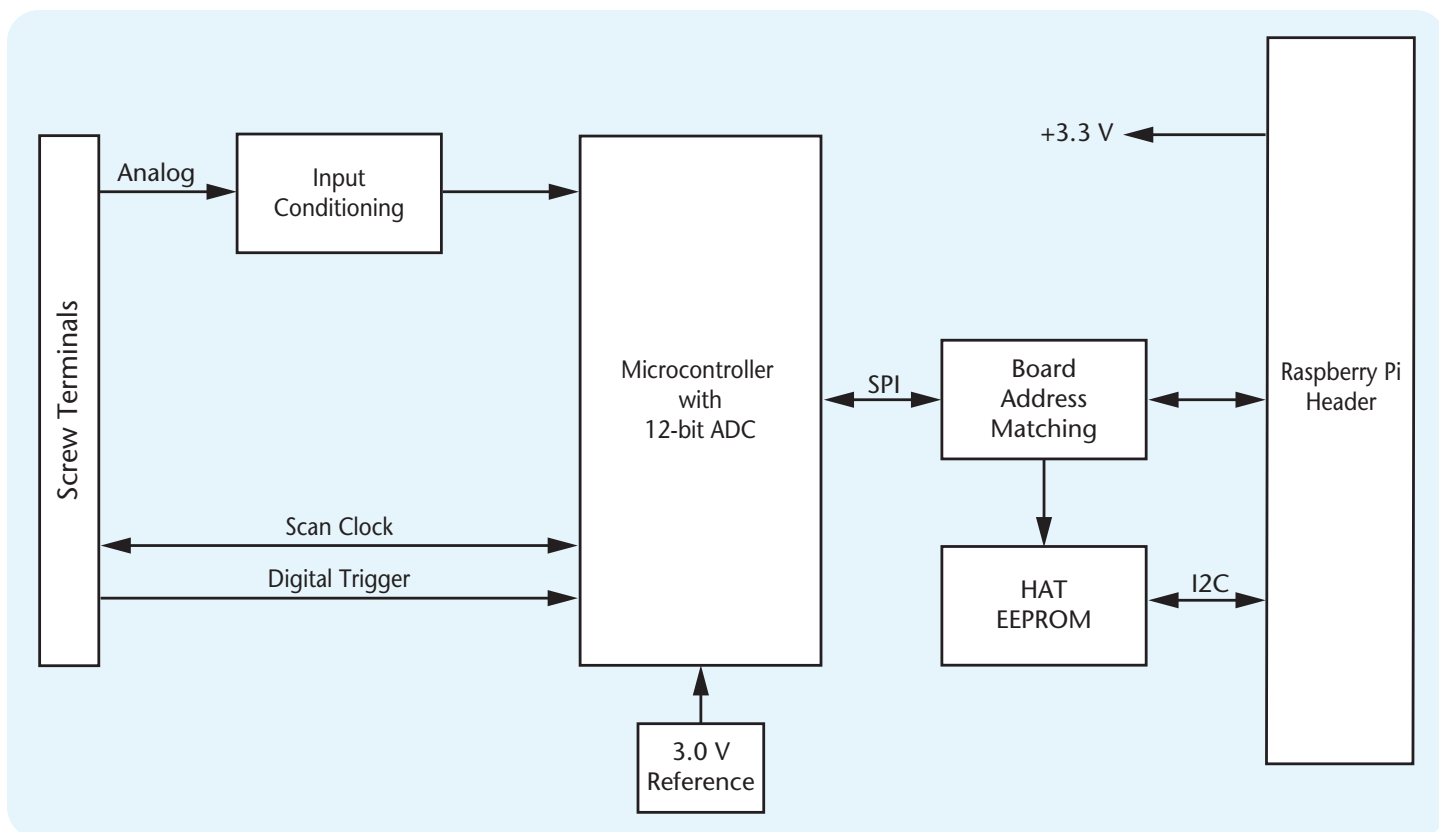 +3.3 V
Analog
Input
Conditioning
Screw Terminals
Microcontroller
with
12-bit ADC
SPI
Board
Address
Matching
Raspberry Pi
Header
Scan Clock
Digital Trigger
HAT
EEPROM
I2C
3.0 V
Reference